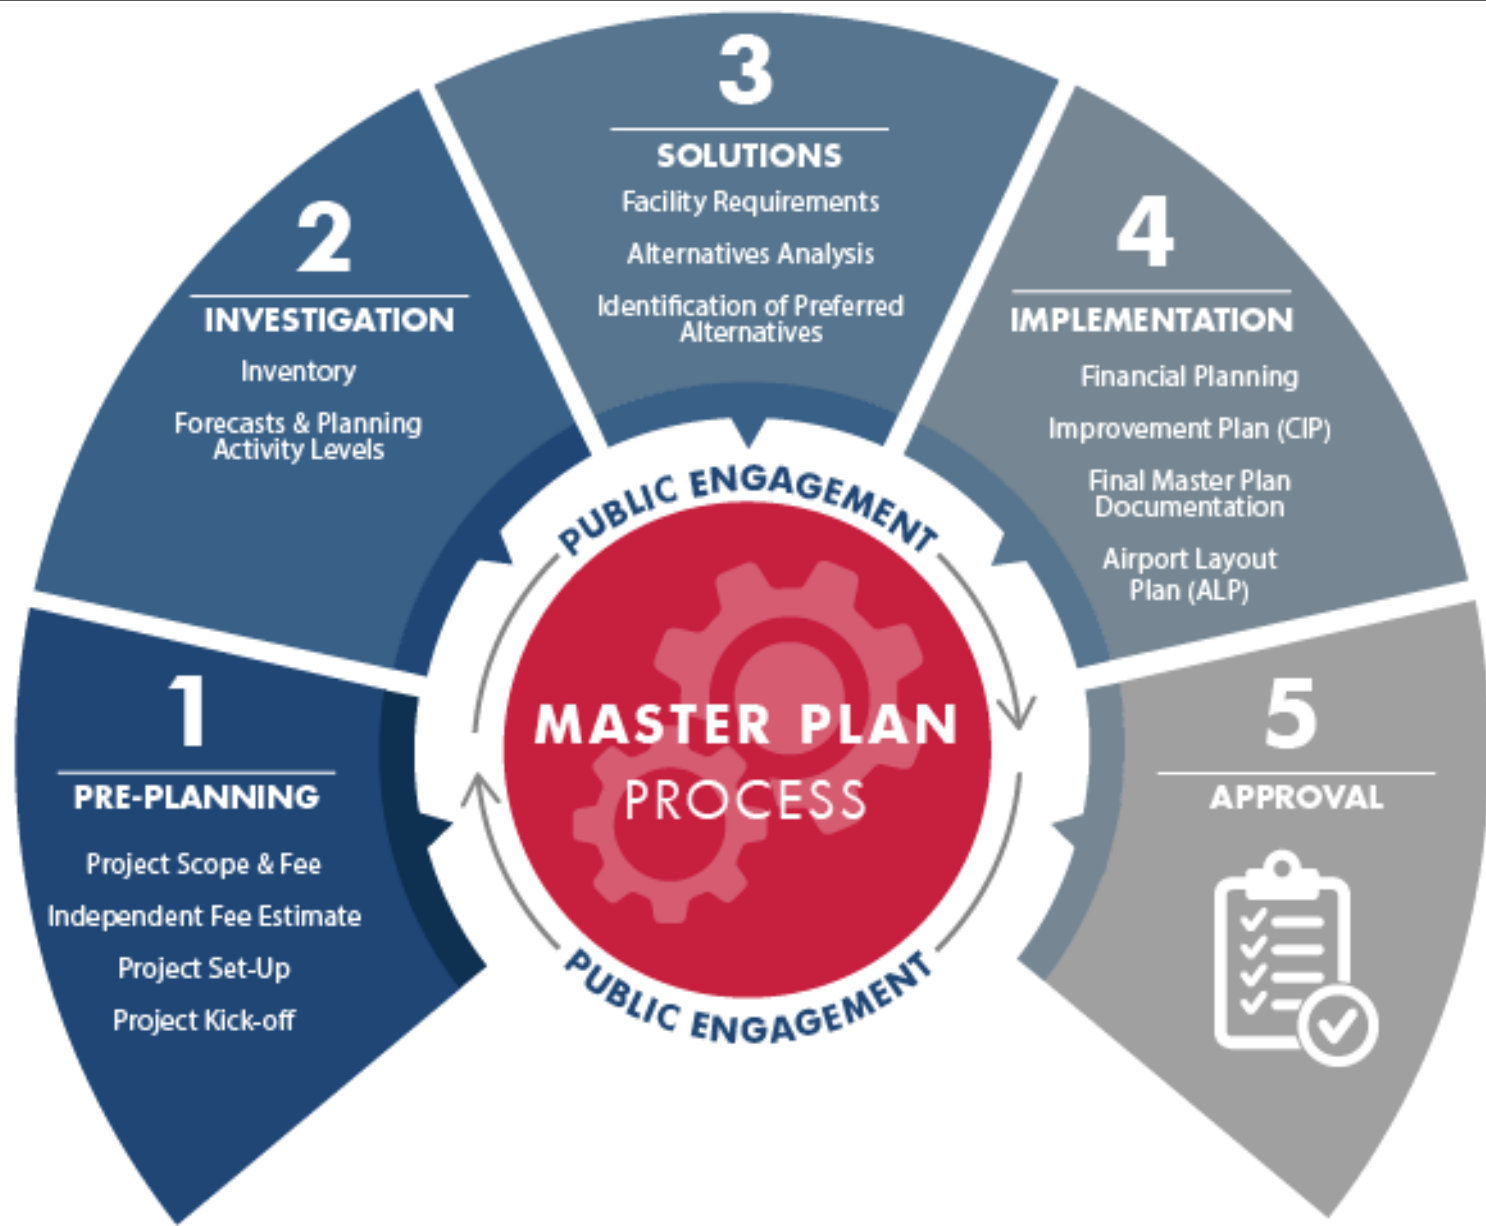 1
PRE-PLANNING
Project Scope & Fee
Independent Fee Estimate
Project Set-Up
Project Kick-off
2
INVESTIGATION
Inventory
Forecasts & Planning
Activity Levels
3
SOLUTIONS
Facility Requirements
Alternatives Analysis
Identification of Preferred
Alternatives
4
IMPLEMENTATION
Financial Planning
Improvement Plan (CIP)
Final Master Plan
Documentation
Airport Layout
Plan (ALP)
5
APPROVAL
PUBLIC ENGAGEMENT
MASTER PLAN
PROCESS
PUBLIC ENGAGEMENT